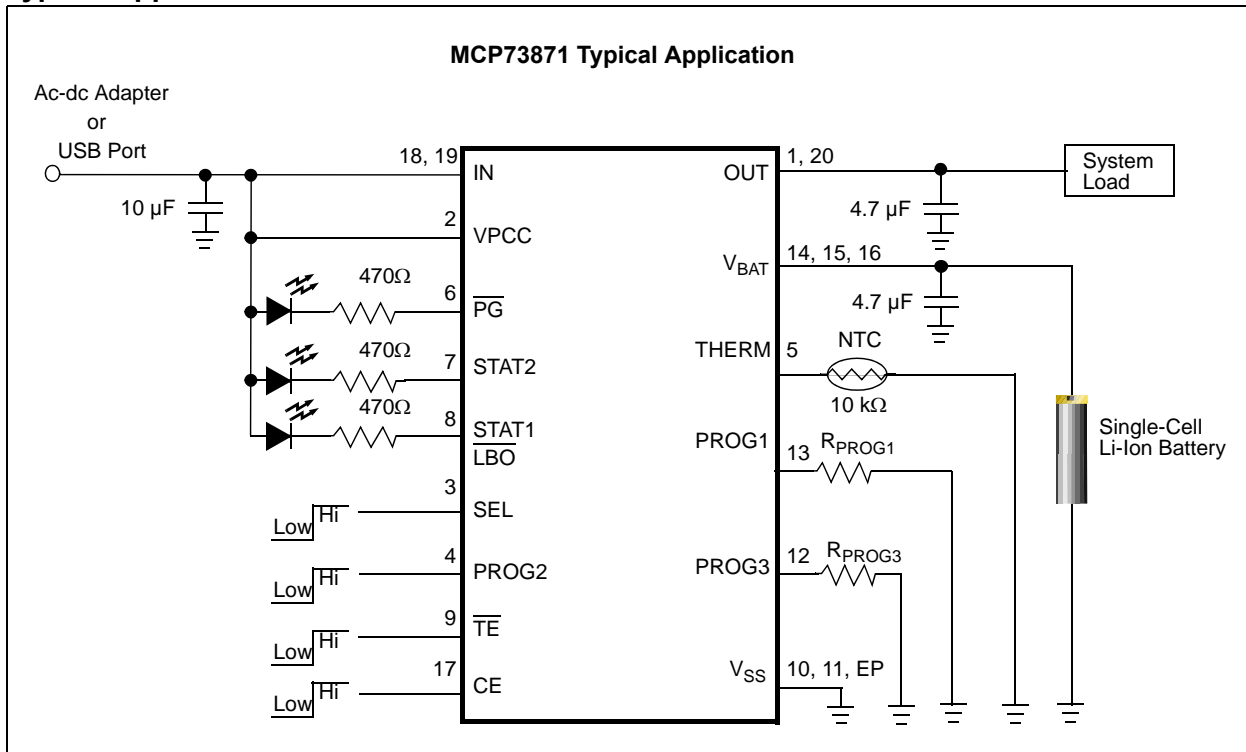 MCP73871 Typical Application
Ac-dc Adapter
or
USB Port
10 µF
18, 19
IN
2
VPCC
470Ω
6
PG
470Ω
7
STAT2
470Ω
8
STAT1
LBO
3
SEL
Low Hi
4
PROG2
Low Hi
9
TE
Low Hi
17
CE
Low Hi
1, 20
OUT
System
Load
4.7 µF
VBAT
14, 15, 16
4.7 µF
THERM
5
NTC
10 kΩ
PROG1
13
RPROG1
Single-Cell
Li-Ion Battery
PROG3
12
RPROG3
VSS
10, 11, EP